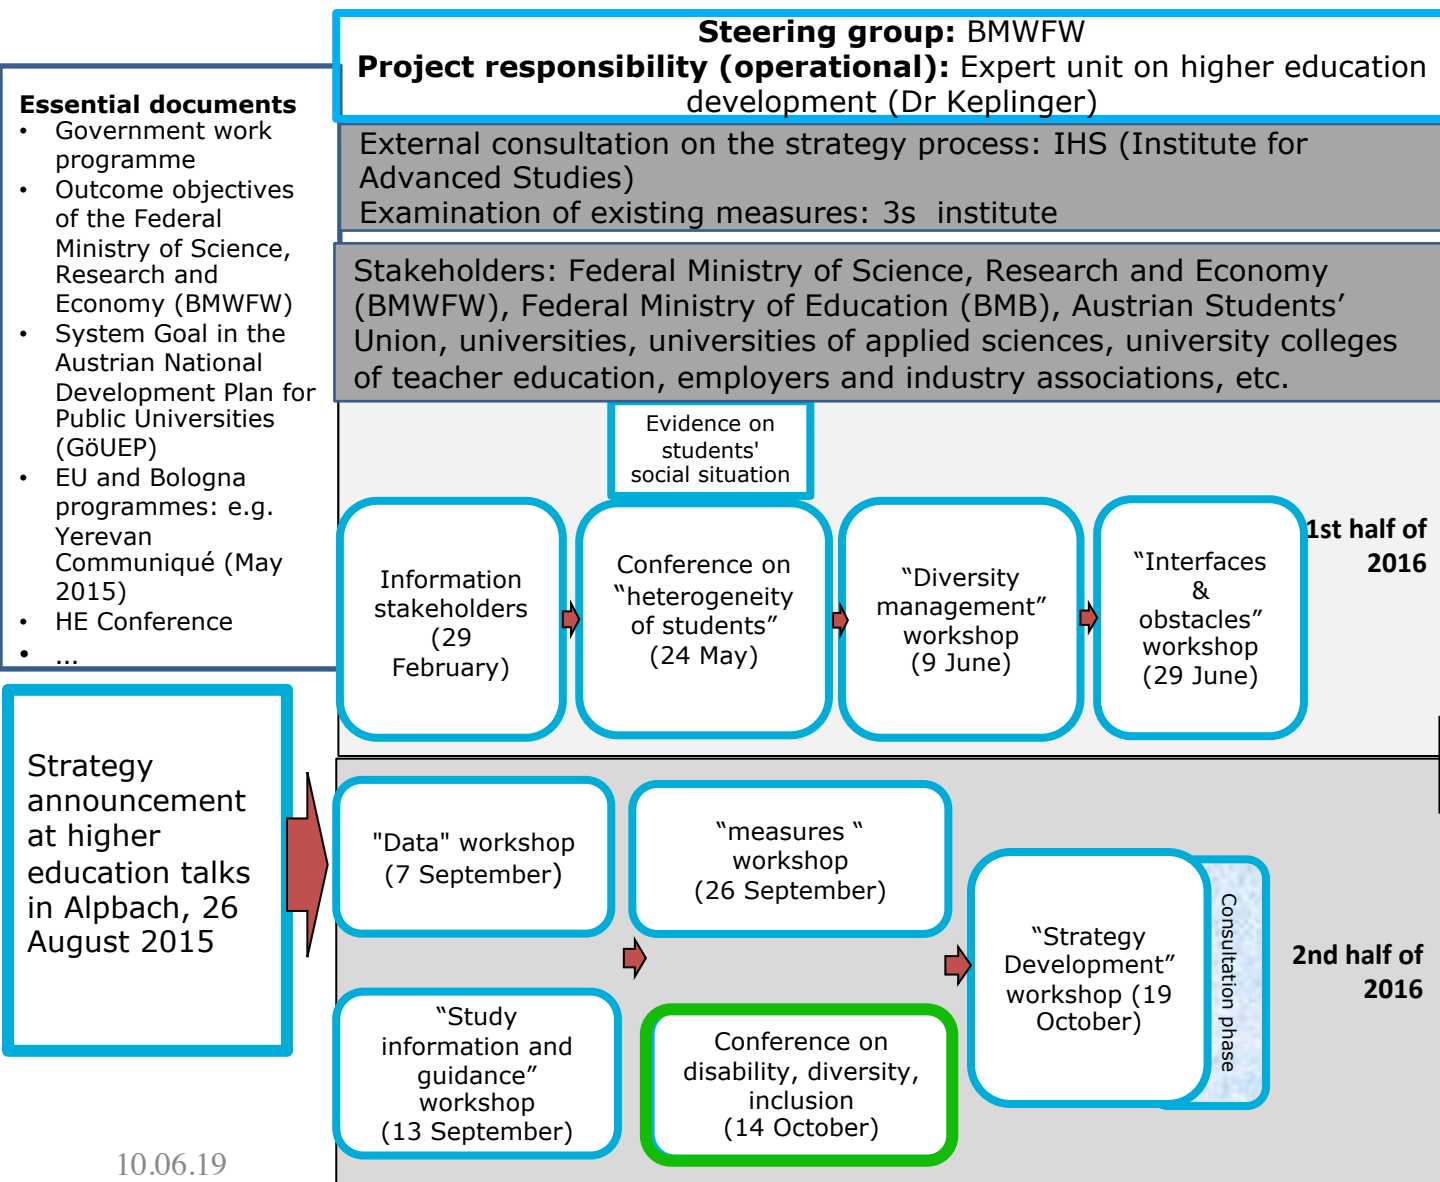 Steering group: BMWFW
Project responsibility (operational): Expert unit on higher education
development (Dr Keplinger)
Essential documents
• Government work
programme
• Outcome objectives
of the Federal
Ministry of Science,
Research and
Economy (BMWFW)
• System Goal in the
Austrian National
Development Plan for
Public Universities
(GöUEP)
• EU and Bologna
programmes: e.g.
Yerevan
Communiqué (May
2015)
• HE Conference
• ...
External consultation on the strategy process: IHS (Institute for
Advanced Studies)
Examination of existing measures: 3s institute
Stakeholders: Federal Ministry of Science, Research and Economy
(BMWFW), Federal Ministry of Education (BMB), Austrian Students’
Union, universities, universities of applied sciences, university colleges
of teacher education, employers and industry associations, etc.
Evidence on
students'
social situation
Information
stakeholders
(29
February)
Conference on
“heterogeneity
of students”
(24 May)
“Diversity
management”
workshop
(9 June)
“Interfaces
&
obstacles”
workshop
(29 June)
1st half of
2016
Strategy
announcement
at higher
education talks
in Alpbach, 26
August 2015
"Data" workshop
(7 September)
“measures “
workshop
(26 September)
“Study
information and
guidance”
workshop
(13 September)
Conference on
disability, diversity,
inclusion
(14 October)
“Strategy
Development”
workshop (19
October)
Consultation phase
2nd half of
2016
10.06.19